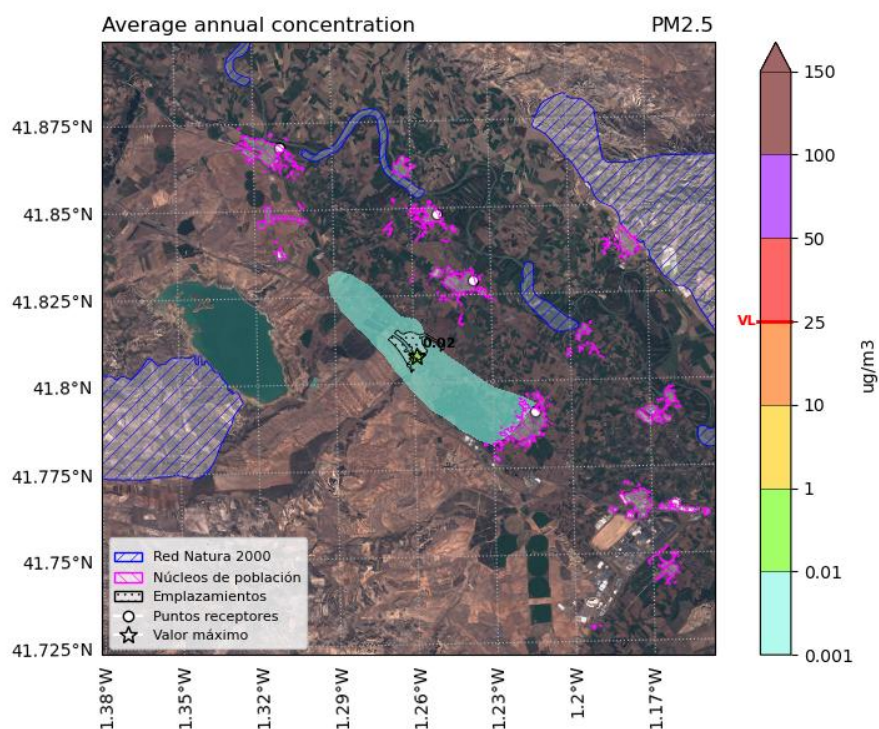 Average annual concentration PM2.5
41.875°N
41.85°N
41.825°N
41.8°N
41.775°N
41.75°N
41.725°N
0.02
Red Natura 2000
Núcleos de población
Emplazamientos
Puntos receptores
Valor máximo
1.38°W
1.35°W
1.32°W
1.29°W
1.26°W
1.23°W
1.2°W
1.17°W
150
100
50
VL 25
10
1
0.01
0.001
ug/m3